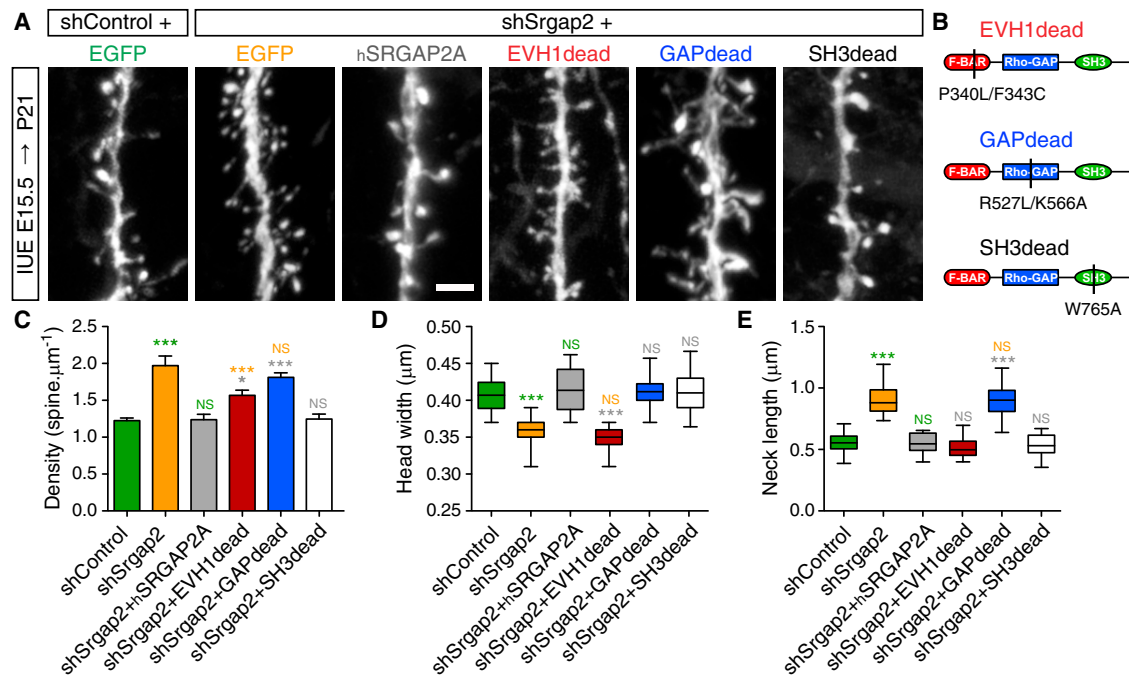 A
shControl +
shSrgap2 +
EGFP
EGFP
hSRGAP2A
EVH1dead
GAPdead
SH3dead
IUE E15.5 → P21
B
EVH1dead
F-BAR
Rho-GAP
SH3
P340L/F343C
GAPdead
F-BAR
Rho-GAP
SH3
R527L/K566A
SH3dead
F-BAR
Rho-GAP
SH3
W765A
C
Density (spine.µm⁻¹)
2.5
2.0
1.5
1.0
0.5
0.0
***
NS
***
*
NS
***
NS
shControl
shSrgap2
shSrgap2+hSRGAP2A
shSrgap2+EVH1dead
shSrgap2+GAPdead
shSrgap2+SH3dead
D
Head width (µm)
0.50
0.45
0.40
0.35
0.30
0.25
***
NS
NS
***
NS
NS
shControl
shSrgap2
shSrgap2+hSRGAP2A
shSrgap2+EVH1dead
shSrgap2+GAPdead
shSrgap2+SH3dead
E
Neck length (µm)
1.5
1.0
0.5
0.0
***
NS
NS
NS
***
NS
shControl
shSrgap2
shSrgap2+hSRGAP2A
shSrgap2+EVH1dead
shSrgap2+GAPdead
shSrgap2+SH3dead